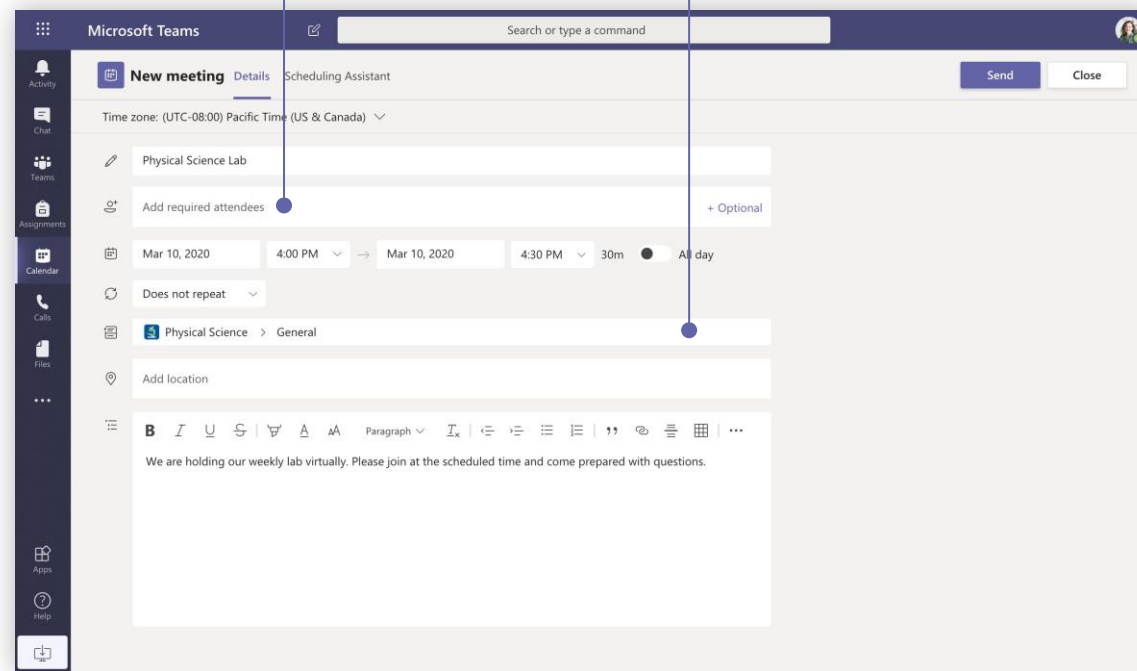 Microsoft Teams
Search or type a command
Activity
Chat
Teams
Assignments
Calendar
Calls
Files
Apps
Help
New meeting Details Scheduling Assistant
Send Close
Time zone: (UTC-08:00) Pacific Time (US & Canada)
Physical Science Lab
Add required attendees + Optional
Mar 10, 2020 4:00 PM → Mar 10, 2020 4:30 PM 30m All day
Does not repeat
Physical Science > General
Add location
B I U S A AA Paragraph Tx
We are holding our weekly lab virtually. Please join at the scheduled time and come prepared with questions.